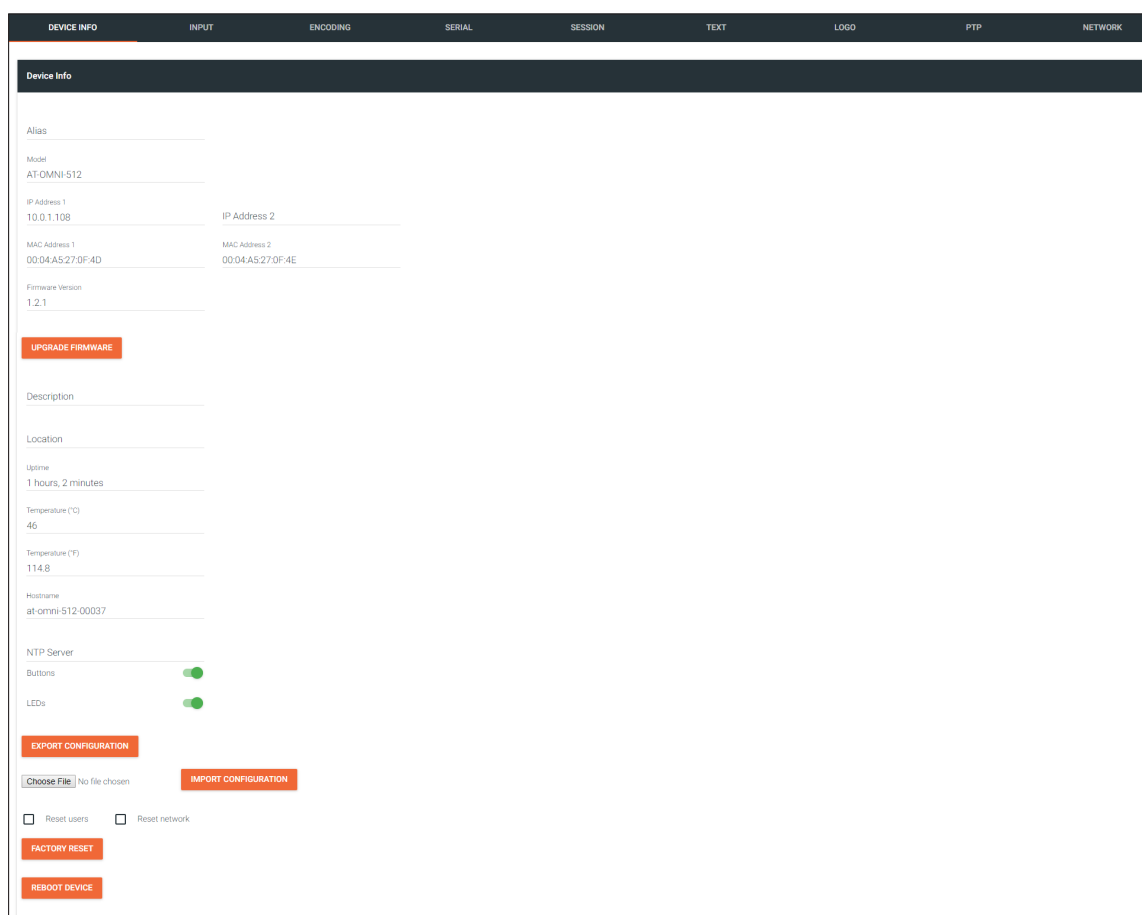 DEVICE INFO INPUT ENCODING SERIAL SESSION TEXT LOGO PTP NETWORK
Device Info
Alias
Model
AT-OMNI-512
IP Address 1
10.0.1.108 IP Address 2
MAC Address 1 MAC Address 2
00:04:A5:27:0F:4D 00:04:A5:27:0F:4E
Firmware Version
1.2.1
UPGRADE FIRMWARE
Description
Location
Uptime
1 hours, 2 minutes
Temperature (°C)
46
Temperature (°F)
114.8
Hostname
at-omni-512-00037
NTP Server
Buttons
LEDs
EXPORT CONFIGURATION
Choose File No file chosen IMPORT CONFIGURATION
Reset users Reset network
FACTORY RESET
REBOOT DEVICE